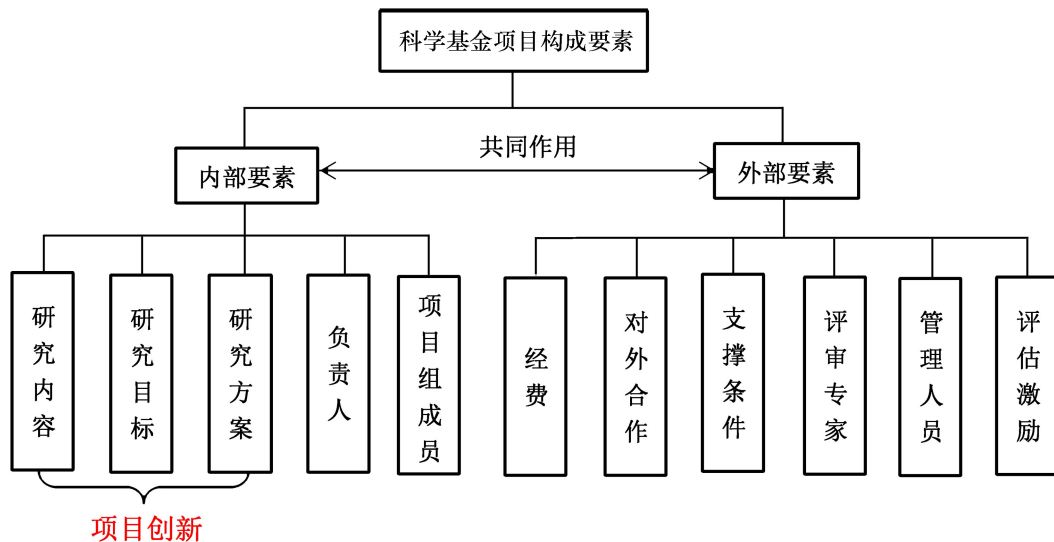 科学基金项目构成要素
共同作用
内部要素
外部要素
研究内容
研究目标
研究方案
负责人
项目组成员
经费
对外合作
支撑条件
评审专家
管理人员
评估激励
项目创新